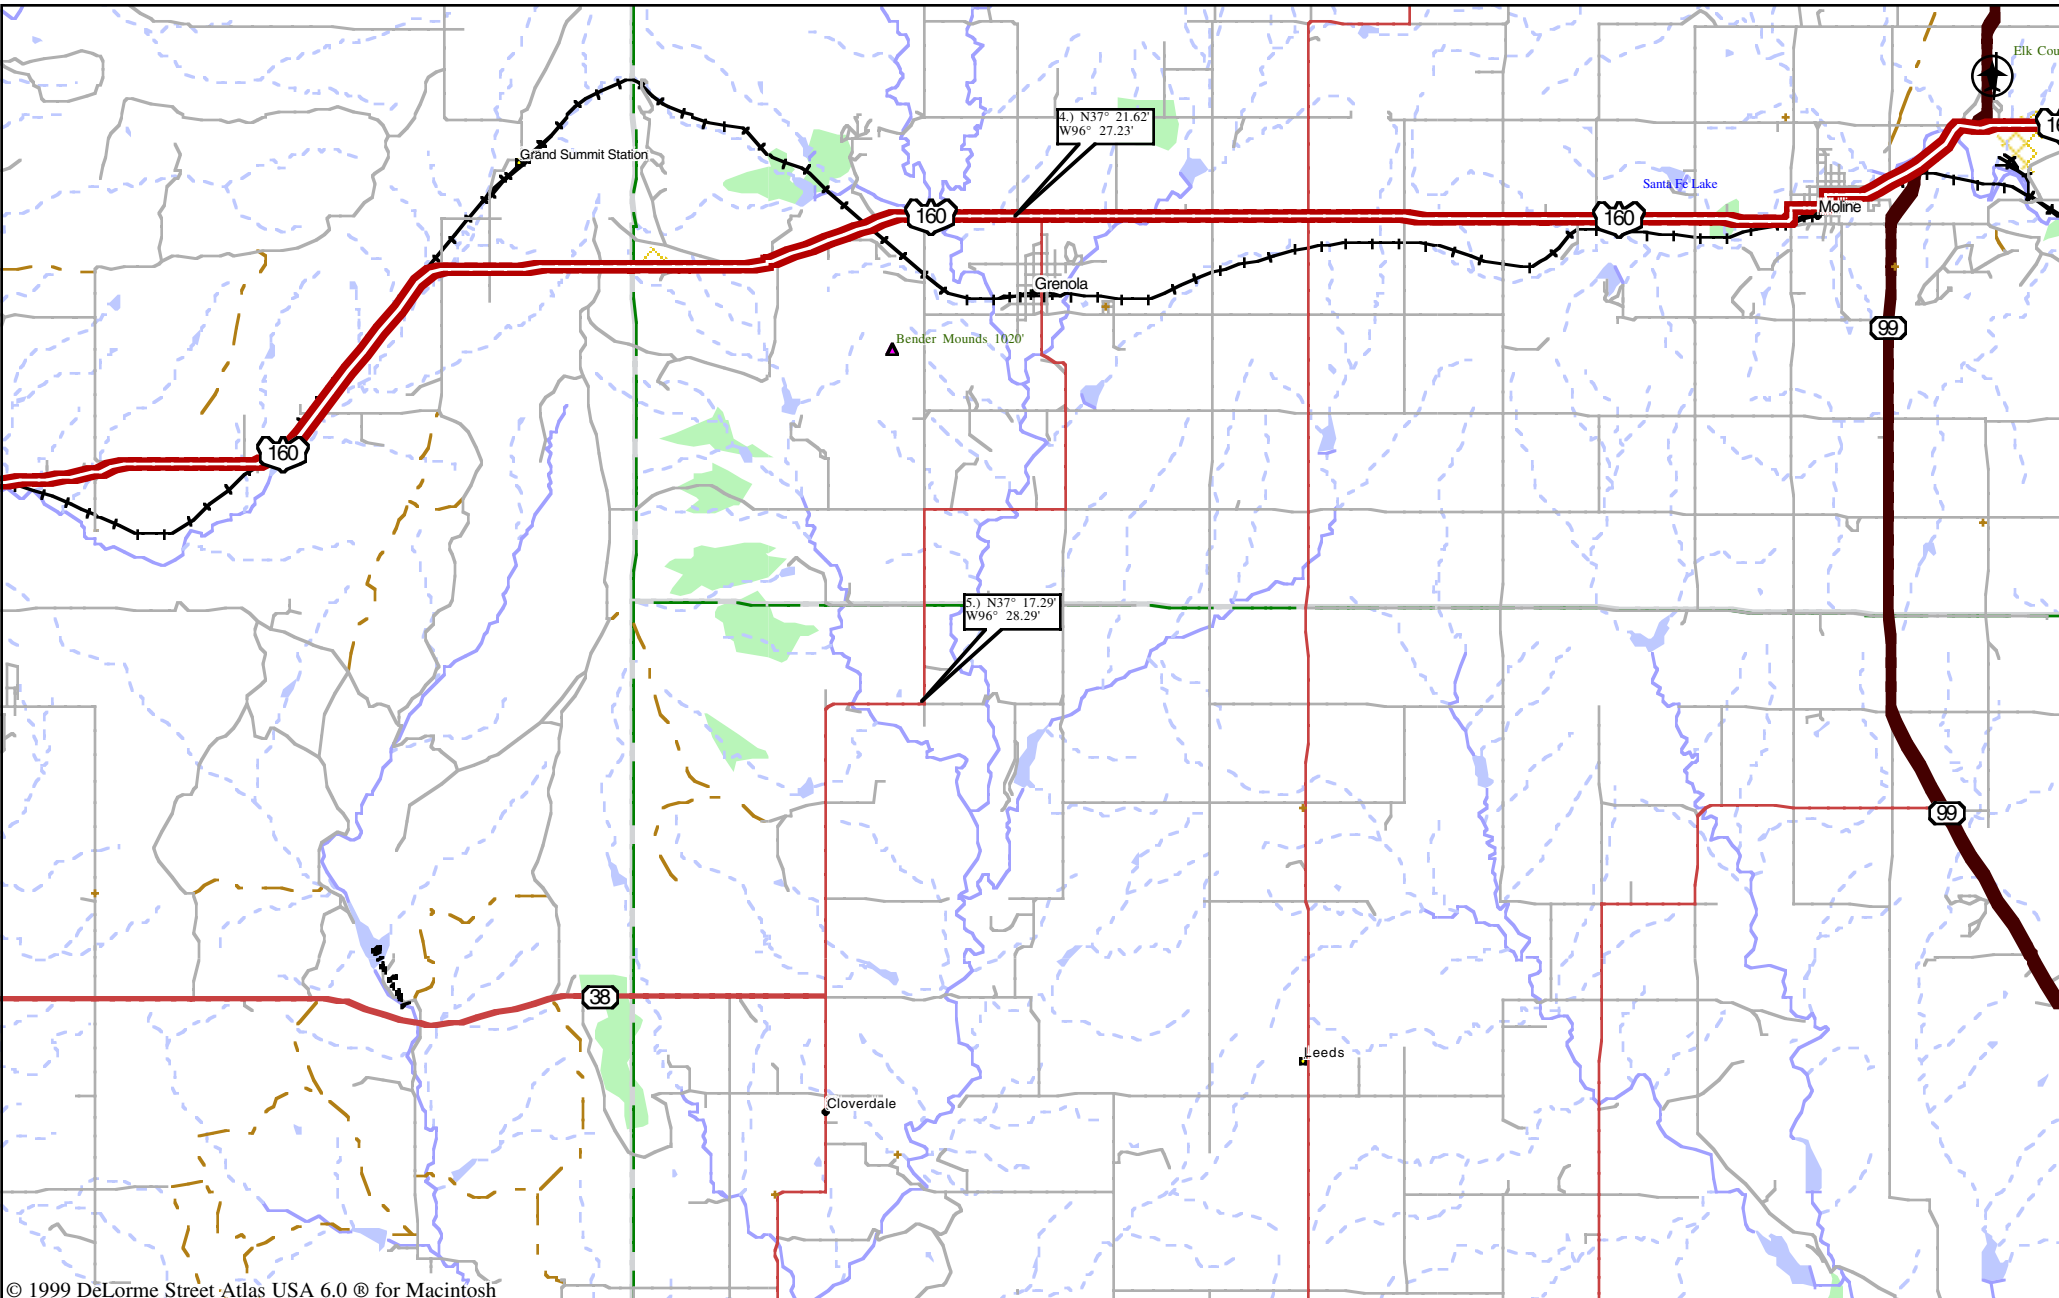 Elk Cou
4.) N37° 21.62'
W96° 27.23'
160
Grand Summit Station
Santa Fe Lake
160
160
Moline
Grenola
99
Bender Mounds 1020'
160
5.) N37° 17.29'
W96° 28.29'
99
38
Leeds
Cloverdale
© 1999 DeLorme Street Atlas USA 6.0 ® for Macintosh